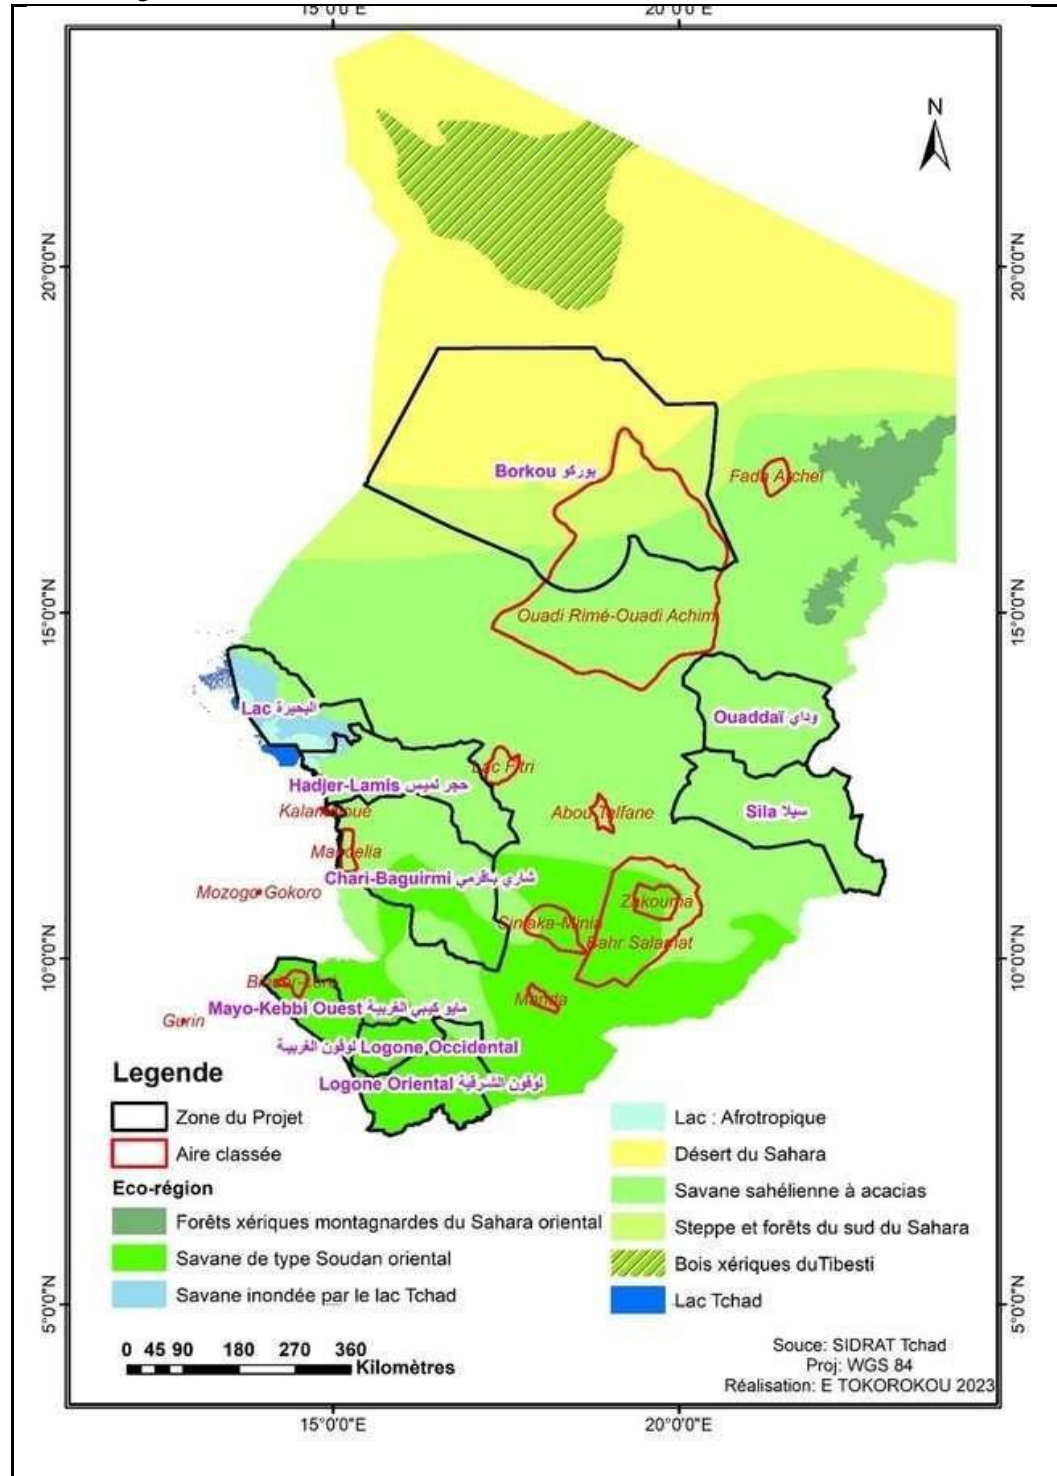 15°0'0"E 20°0'0"E
N
20°0'0"N 20°0'0"N
Borkou بوركو
Fada Archei
15°0'0"N 15°0'0"N
Ouadi Rimé-Ouadi Achim
Lac البحيرة
Ouaddaï وداي
Lac Fitri
Hadjer-Lamis حجر لميس
Sila سيلا
Abou Telfane
Mandelia
Chari-Baguirmi شاري باقرمي
Mozogo Gokoro
Zakouma
Siniaka-Minia
Bahr Salamat
10°0'0"N 10°0'0"N
Manda
Mayo-Kebbi Ouest مايو كيبي الغربية
Gurin
Logone Occidental لوقون الغربية
Logone Oriental لوقون الشرقية
Legende
Zone du Projet
Aire classée
Eco-région
Forêts xériques montagnardes du Sahara oriental
Savane de type Soudan oriental
Savane inondée par le lac Tchad
Lac : Afrotropique
Désert du Sahara
Savane sahélienne à acacias
Steppe et forêts du sud du Sahara
Bois xériques duTibesti
Lac Tchad
5°0'0"N 5°0'0"N
0 45 90 180 270 360
Kilomètres
Souce: SIDRAT Tchad
Proj: WGS 84
Réalisation: E TOKOROKOU 2023
15°0'0"E 20°0'0"E